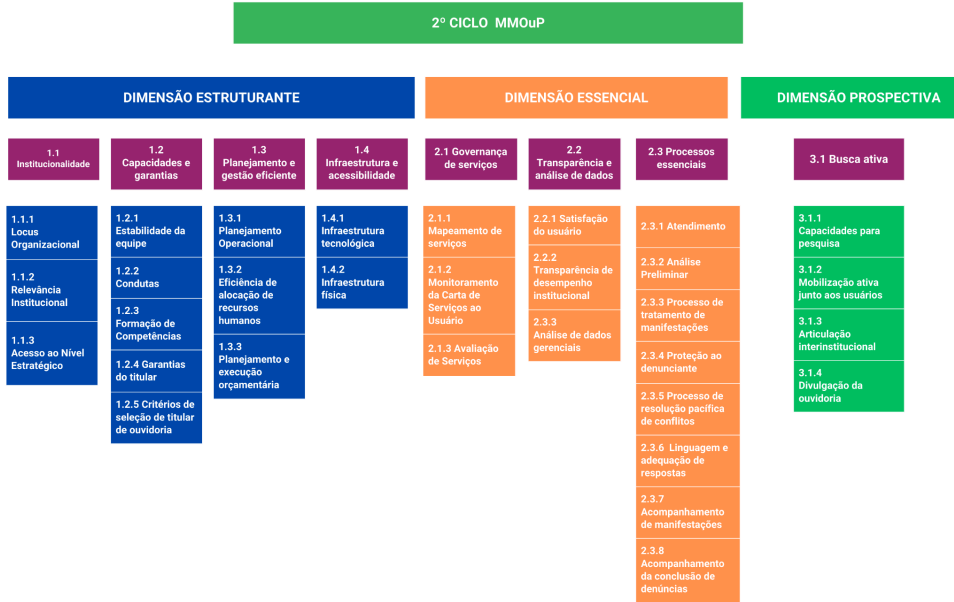 2º CICLO MMOuP
DIMENSÃO ESTRUTURANTE
DIMENSÃO ESSENCIAL
DIMENSÃO PROSPECTIVA
1.1
Institucionalidade
1.2
Capacidades e
garantias
1.3
Planejamento e
gestão eficiente
1.4
Infraestrutura e
acessibilidade
2.1 Governança
de serviços
2.2
Transparência e
análise de dados
2.3 Processos
essenciais
3.1 Busca ativa
1.1.1
Locus
Organizacional
1.1.2
Relevância
Institucional
1.1.3
Acesso ao Nível
Estratégico
1.2.1
Estabilidade da
equipe
1.2.2
Condutas
1.2.3
Formação de
Competências
1.2.4 Garantias
do titular
1.2.5 Critérios de
seleção de titular
de ouvidoria
1.3.1
Planejamento
Operacional
1.3.2
Eficiência de
alocação de
recursos
humanos
1.3.3
Planejamento e
execução
orçamentária
1.4.1
Infraestrutura
tecnológica
1.4.2
Infraestrutura
física
2.1.1
Mapeamento de
serviços
2.1.2
Monitoramento
da Carta de
Serviços ao
Usuário
2.1.3 Avaliação
de Serviços
2.2.1 Satisfação
do usuário
2.2.2
Transparência de
desempenho
institucional
2.3.3
Análise de dados
gerenciais
2.3.1 Atendimento
2.3.2 Análise
Preliminar
2.3.3 Processo de
tratamento de
manifestações
2.3.4 Proteção ao
denunciante
2.3.5 Processo de
resolução pacífica
de conflitos
2.3.6 Linguagem e
adequação de
respostas
2.3.7
Acompanhamento
de manifestações
2.3.8
Acompanhamento
da conclusão de
denúncias
3.1.1
Capacidades para
pesquisa
3.1.2
Mobilização ativa
junto aos usuários
3.1.3
Articulação
interinstitucional
3.1.4
Divulgação da
ouvidoria